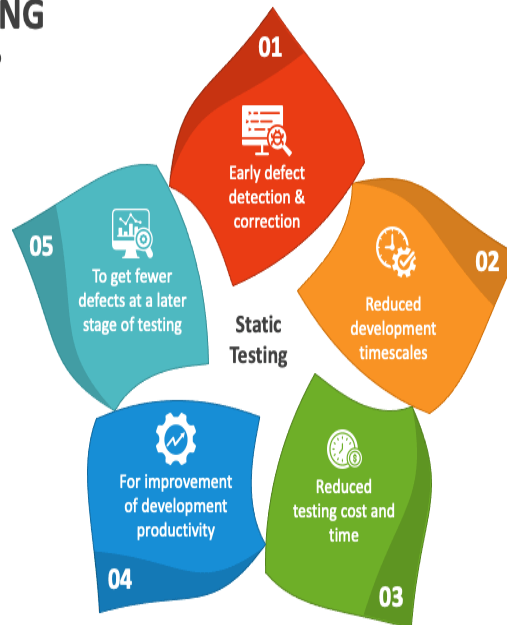 NG
01
Early defect
detection &
correction
02
Reduced
development
timescales
03
Reduced
testing cost and
time
04
For improvement
of development
productivity
05
To get fewer
defects at a later
stage of testing
Static
Testing